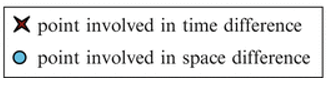 point involved in time difference
point involved in space difference